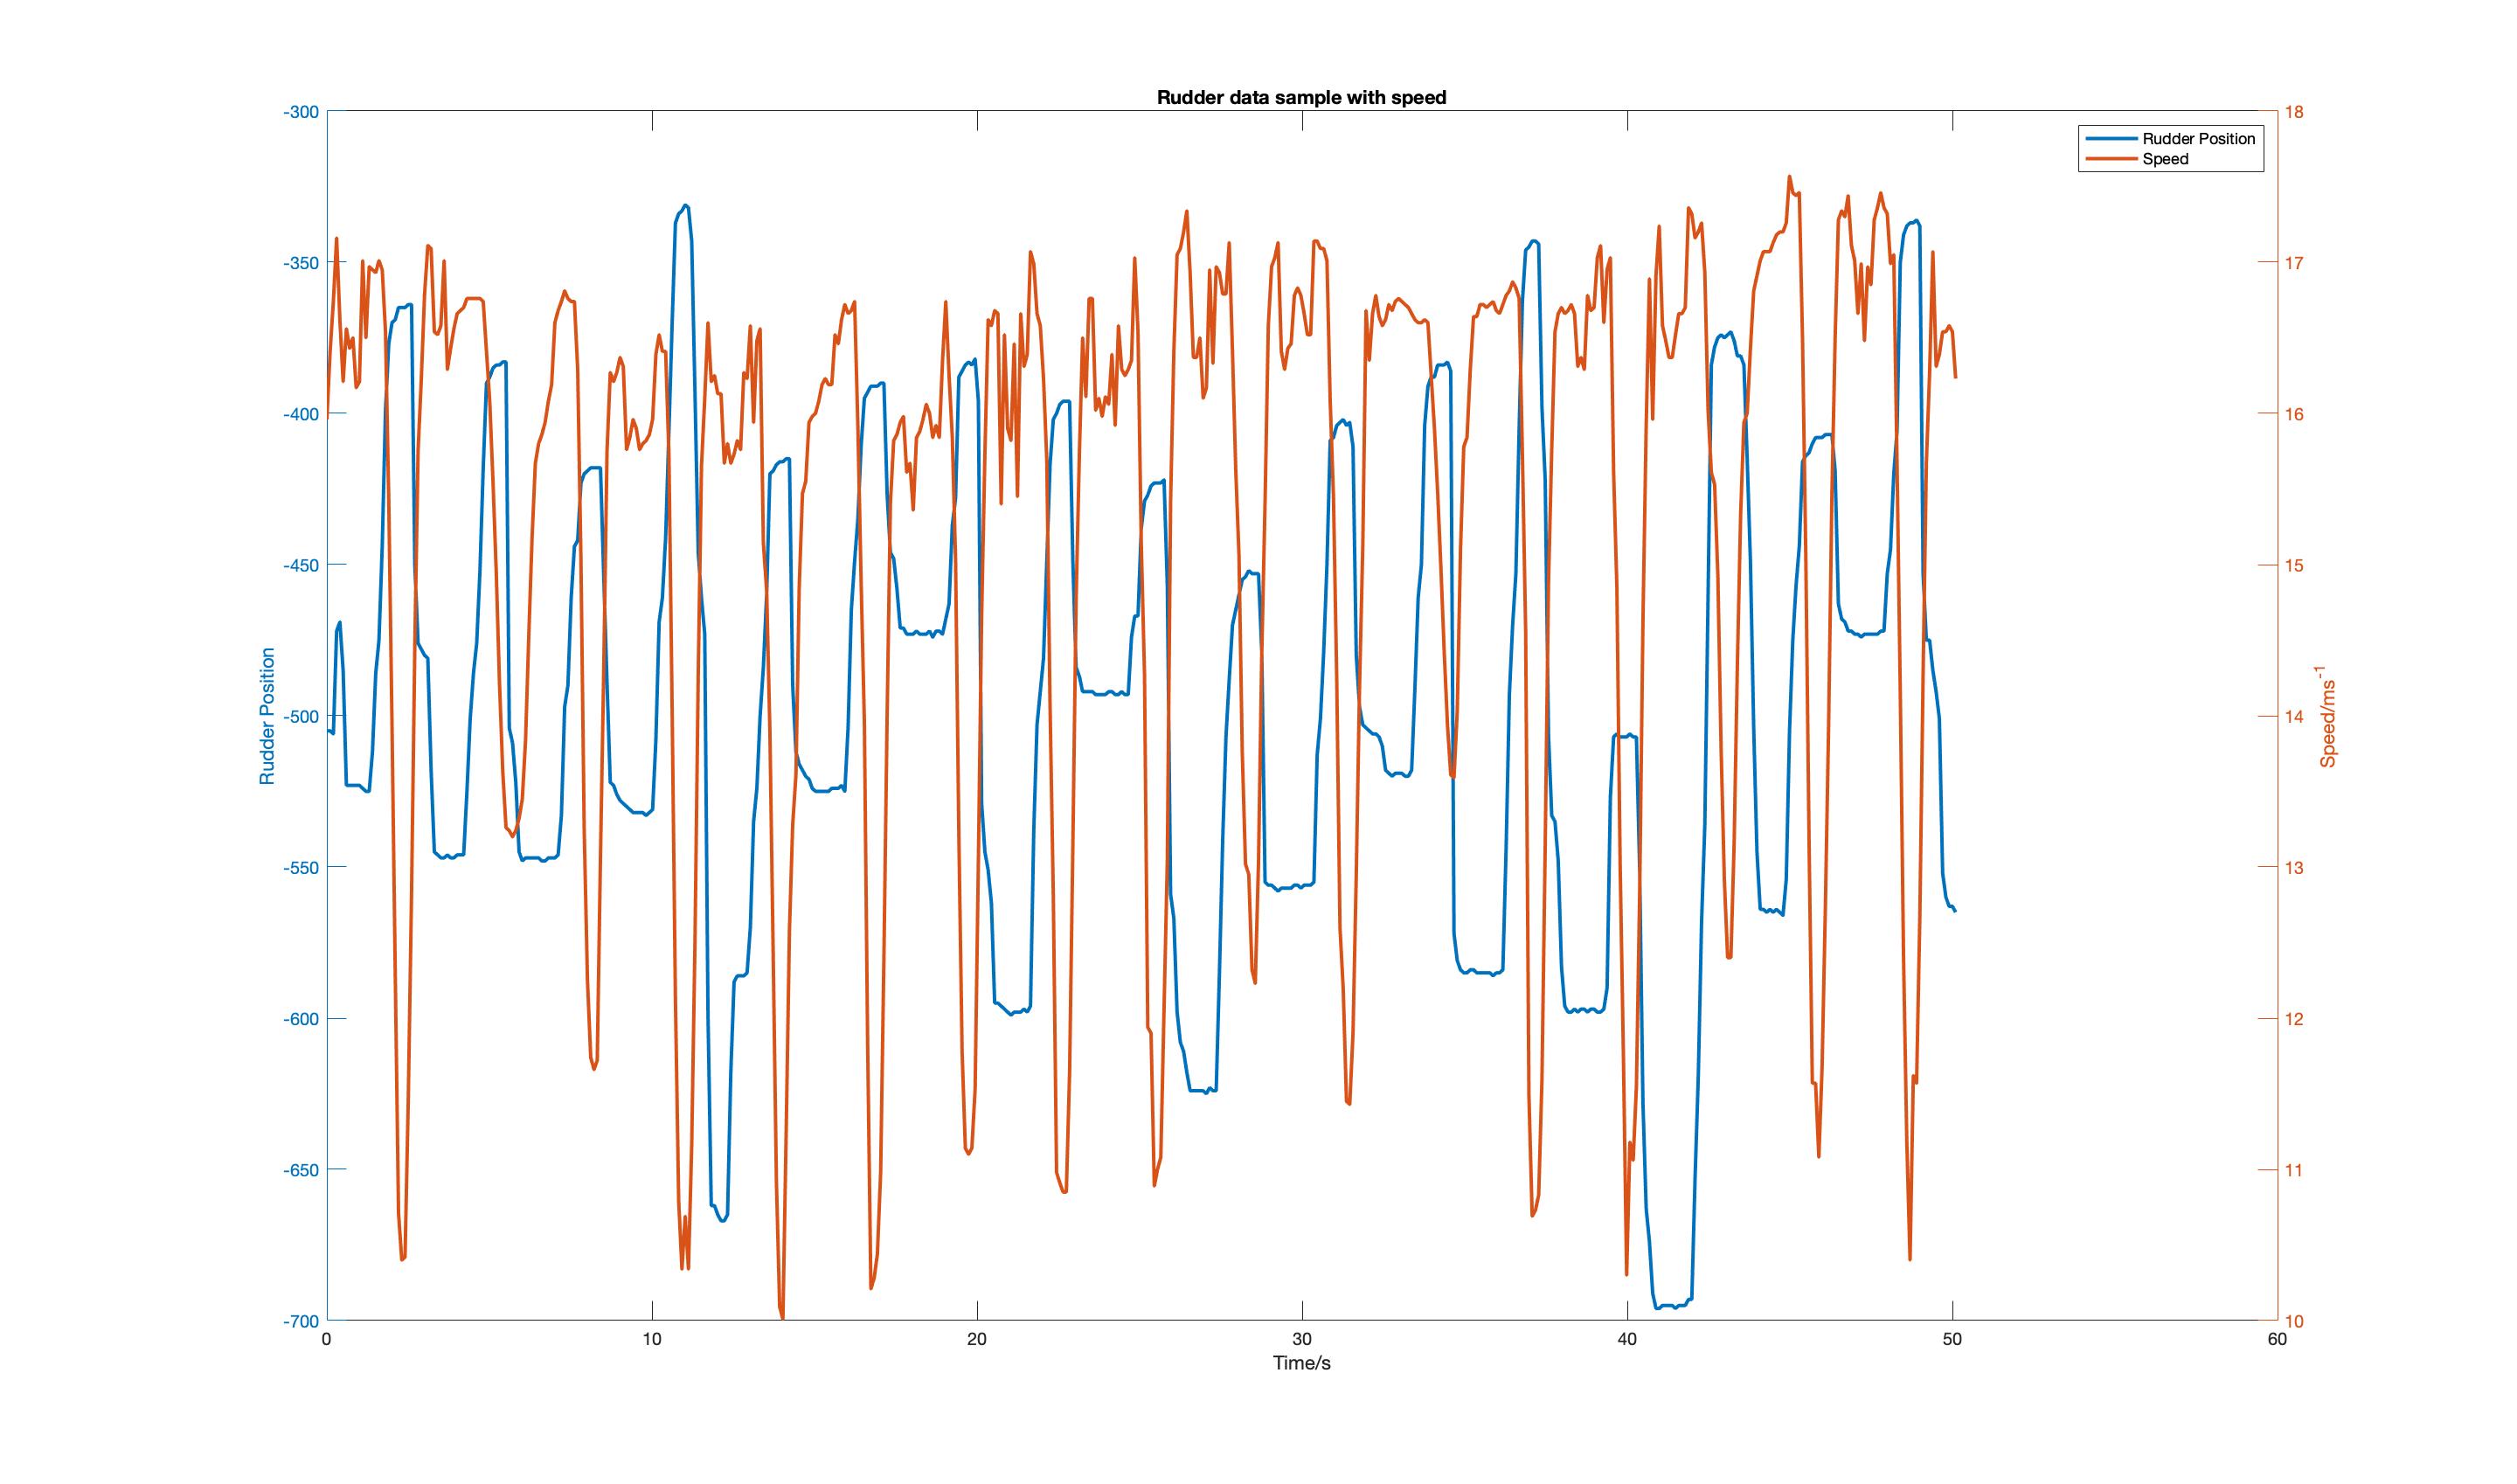 Rudder data sample with speed
-300
-350
-400
-450
-500
-550
-600
-650
-700
Rudder Position
18
17
16
15
14
13
12
11
10
Speed/ms-1
Rudder Position
Speed
0 10 20 30 40 50 60
Time/s